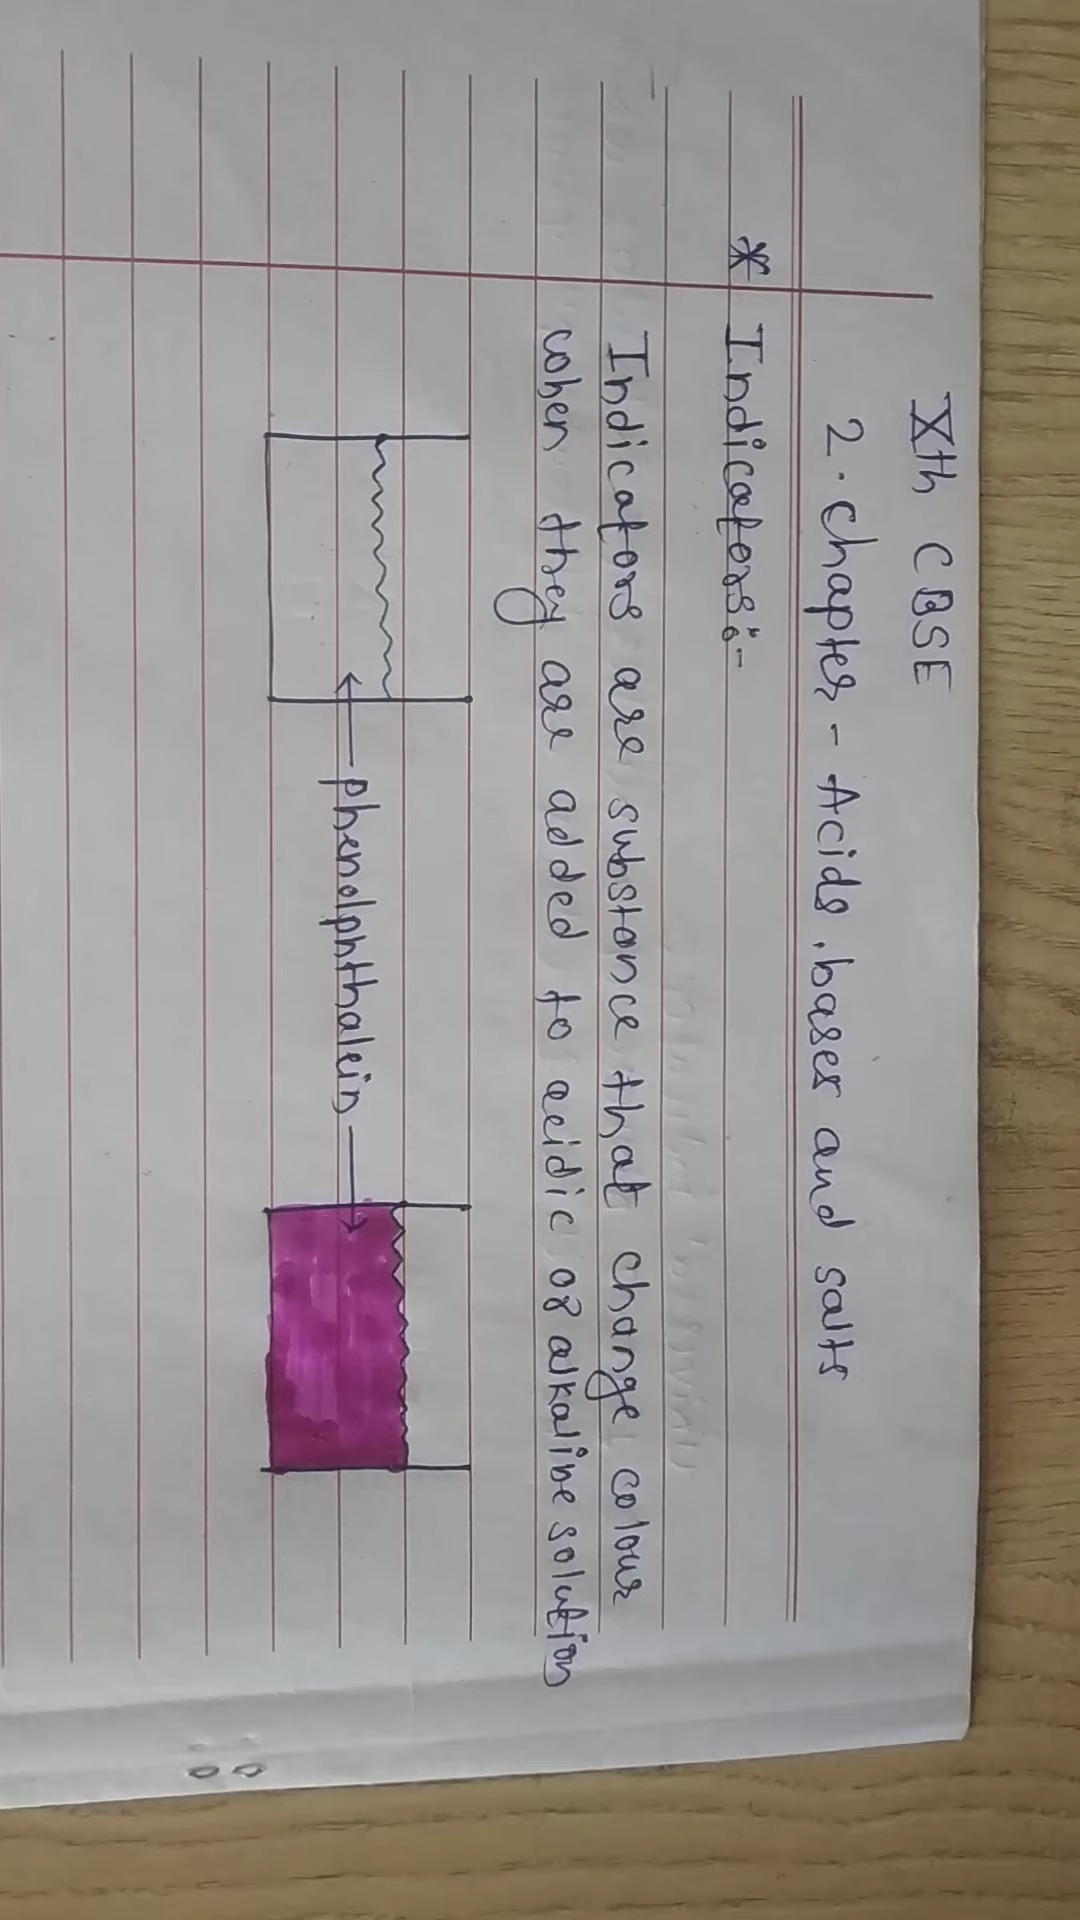 Xth CBSE
2. chapter - Acids, bases and salts
* Indicators:-
Indicators are substance that change colour
when they are added to acidic or alkaline solution
phenolphthalein